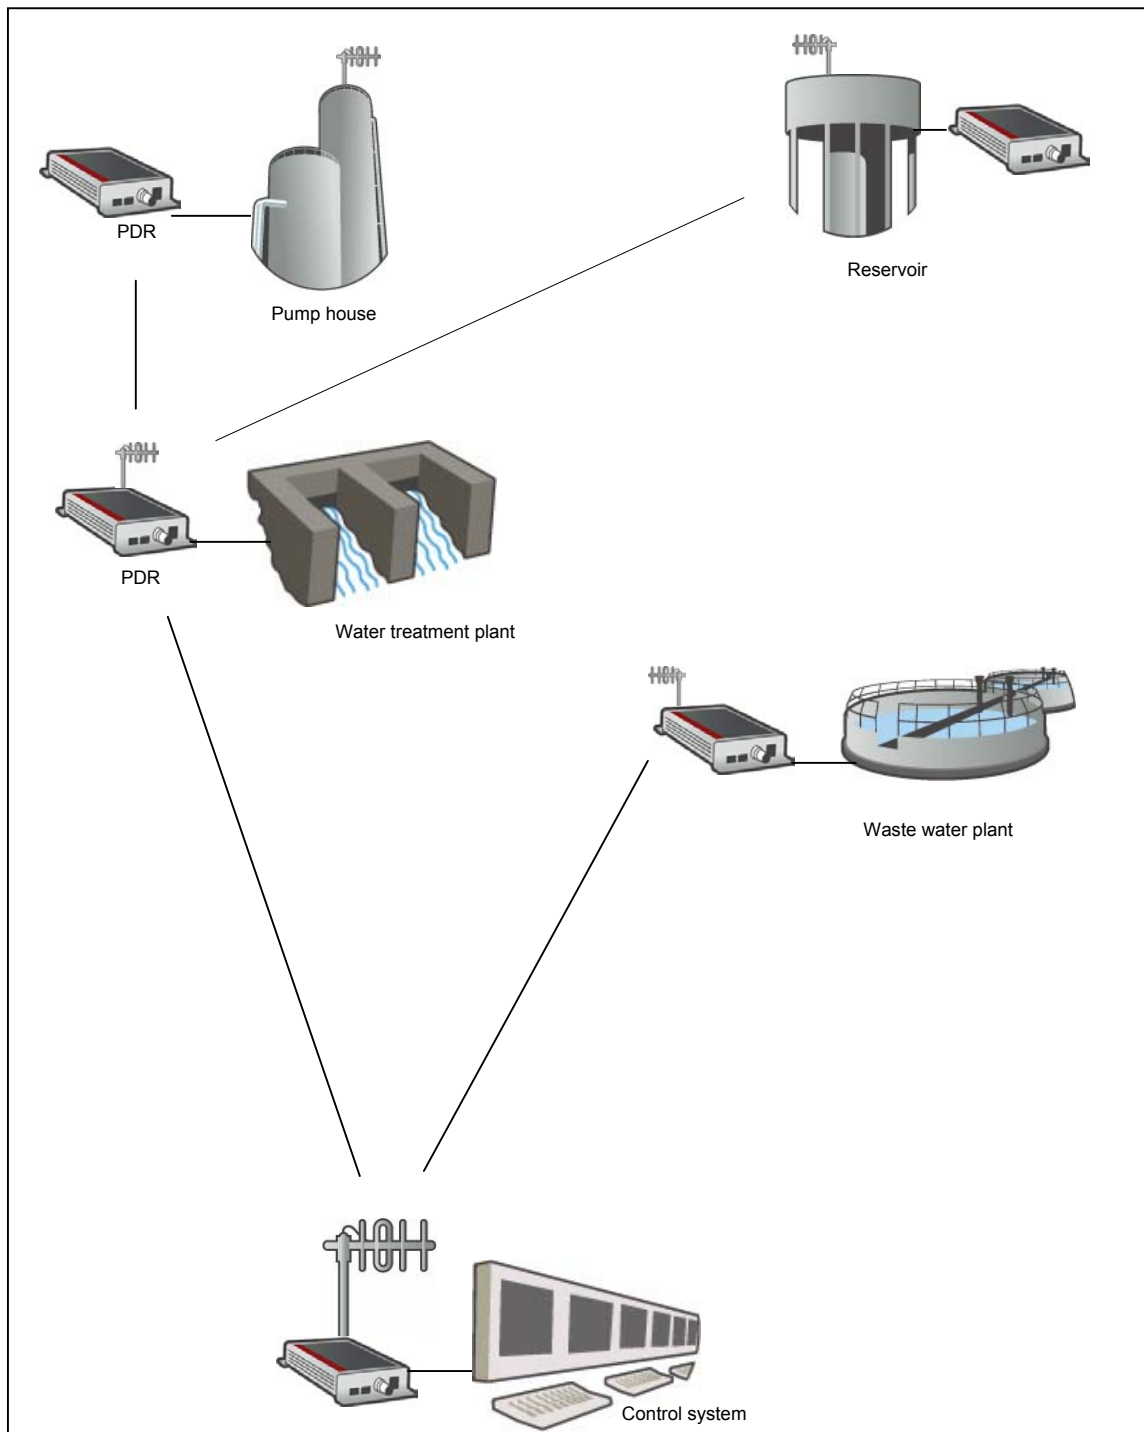 PDR
Reservoir
Pump house
PDR
Water treatment plant
Waste water plant
Control system